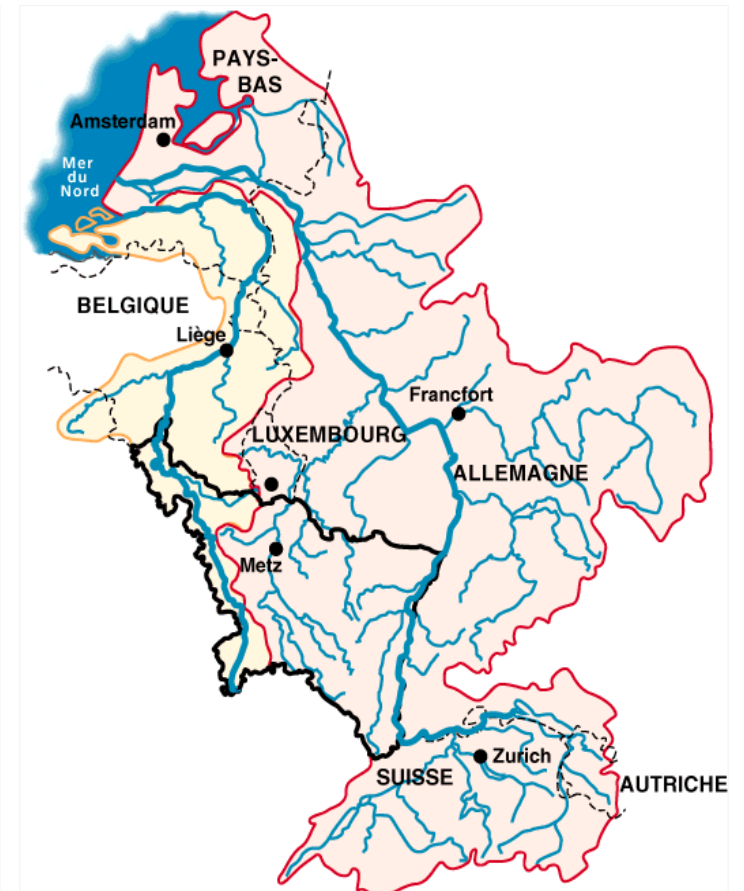 PAYS-
BAS
Amsterdam
Mer
du
Nord
BELGIQUE
Liège
Francfort
LUXEMBOURG
ALLEMAGNE
Metz
Zurich
SUISSE
AUTRICHE